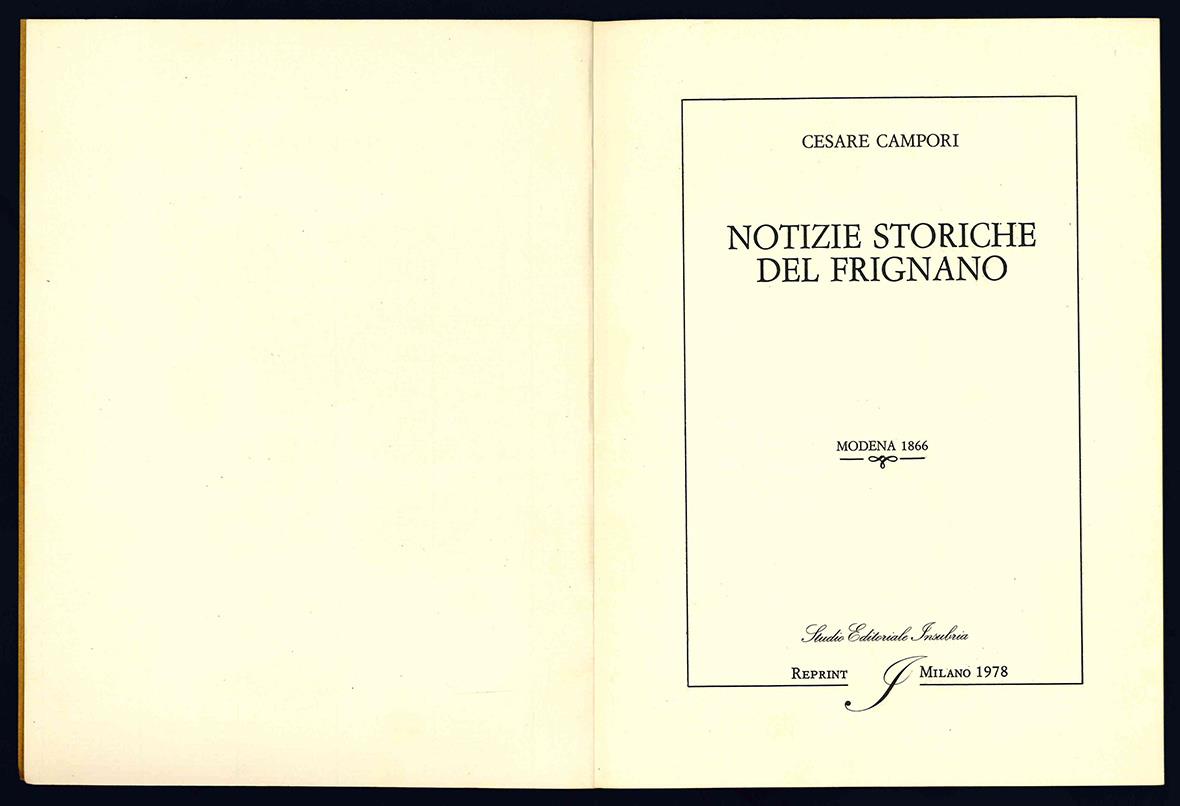 CESARE CAMPORI
NOTIZIE STORICHE
DEL FRIGNANO
MODENA 1866
Studio Editoriale Insubria
REPRINT I MILANO 1978